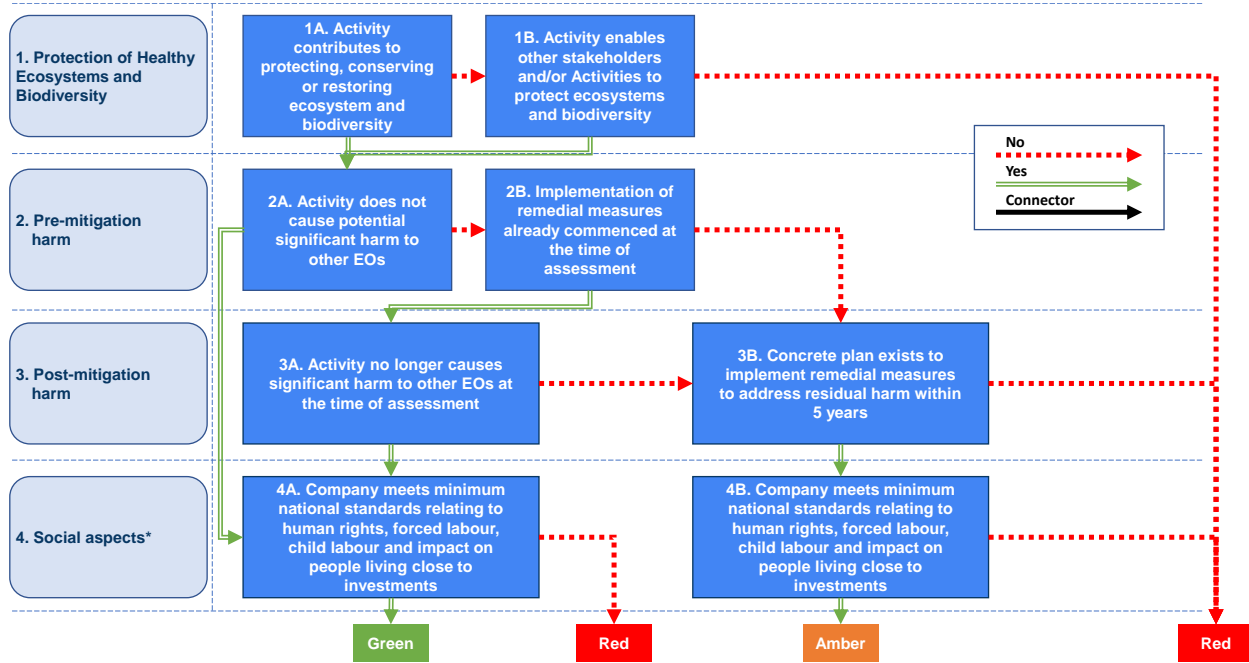 1. Protection of Healthy
Ecosystems and
Biodiversity
1A. Activity
contributes to
protecting, conserving
or restoring
ecosystem and
biodiversity
1B. Activity enables
other stakeholders
and/or Activities to
protect ecosystems
and biodiversity
No
Yes
Connector
2. Pre-mitigation
harm
2A. Activity does not
cause potential
significant harm to
other EOs
2B. Implementation of
remedial measures
already commenced at
the time of
assessment
3. Post-mitigation
harm
3A. Activity no longer causes
significant harm to other EOs at
the time of assessment
3B. Concrete plan exists to
implement remedial measures
to address residual harm within
5 years
4. Social aspects*
4A. Company meets minimum
national standards relating to
human rights, forced labour,
child labour and impact on
people living close to
investments
4B. Company meets minimum
national standards relating to
human rights, forced labour,
child labour and impact on
people living close to
investments
Green
Red
Amber
Red